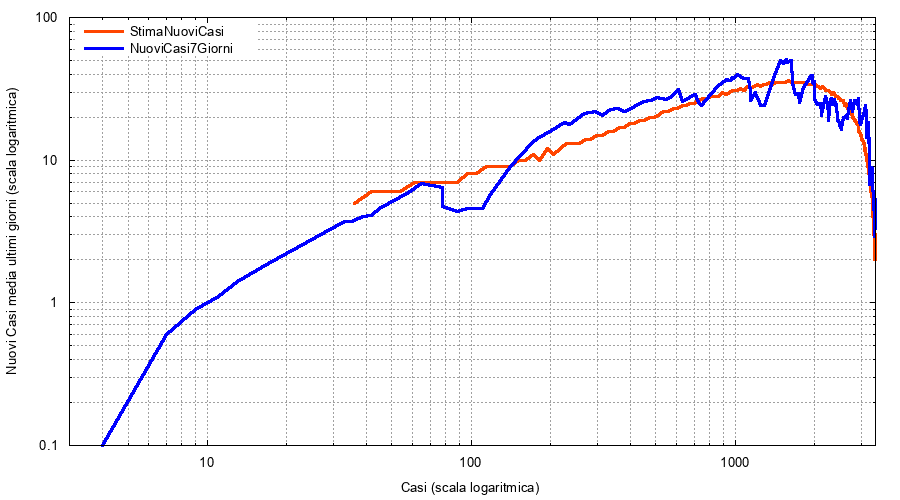 100
StimaNuoviCasi
NuoviCasi7Giorni
10
1
0.1
10 100 1000
Nuovi Casi media ultimi giorni (scala logaritmica)
Casi (scala logaritmica)